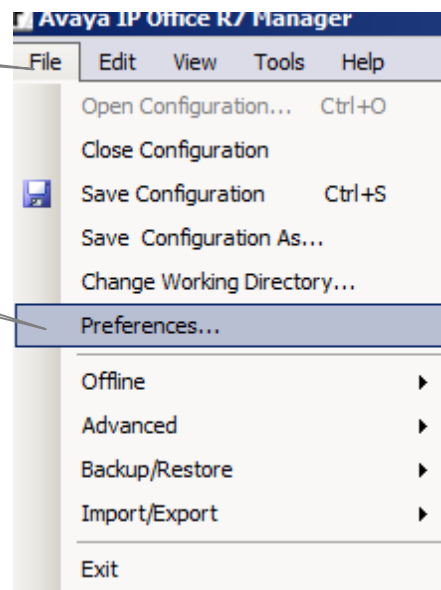 Avaya IP Office R7 Manager
File Edit View Tools Help
Open Configuration... Ctrl+O
Close Configuration
Save Configuration Ctrl+S
Save Configuration As...
Change Working Directory...
Preferences...
Offline
Advanced
Backup/Restore
Import/Export
Exit